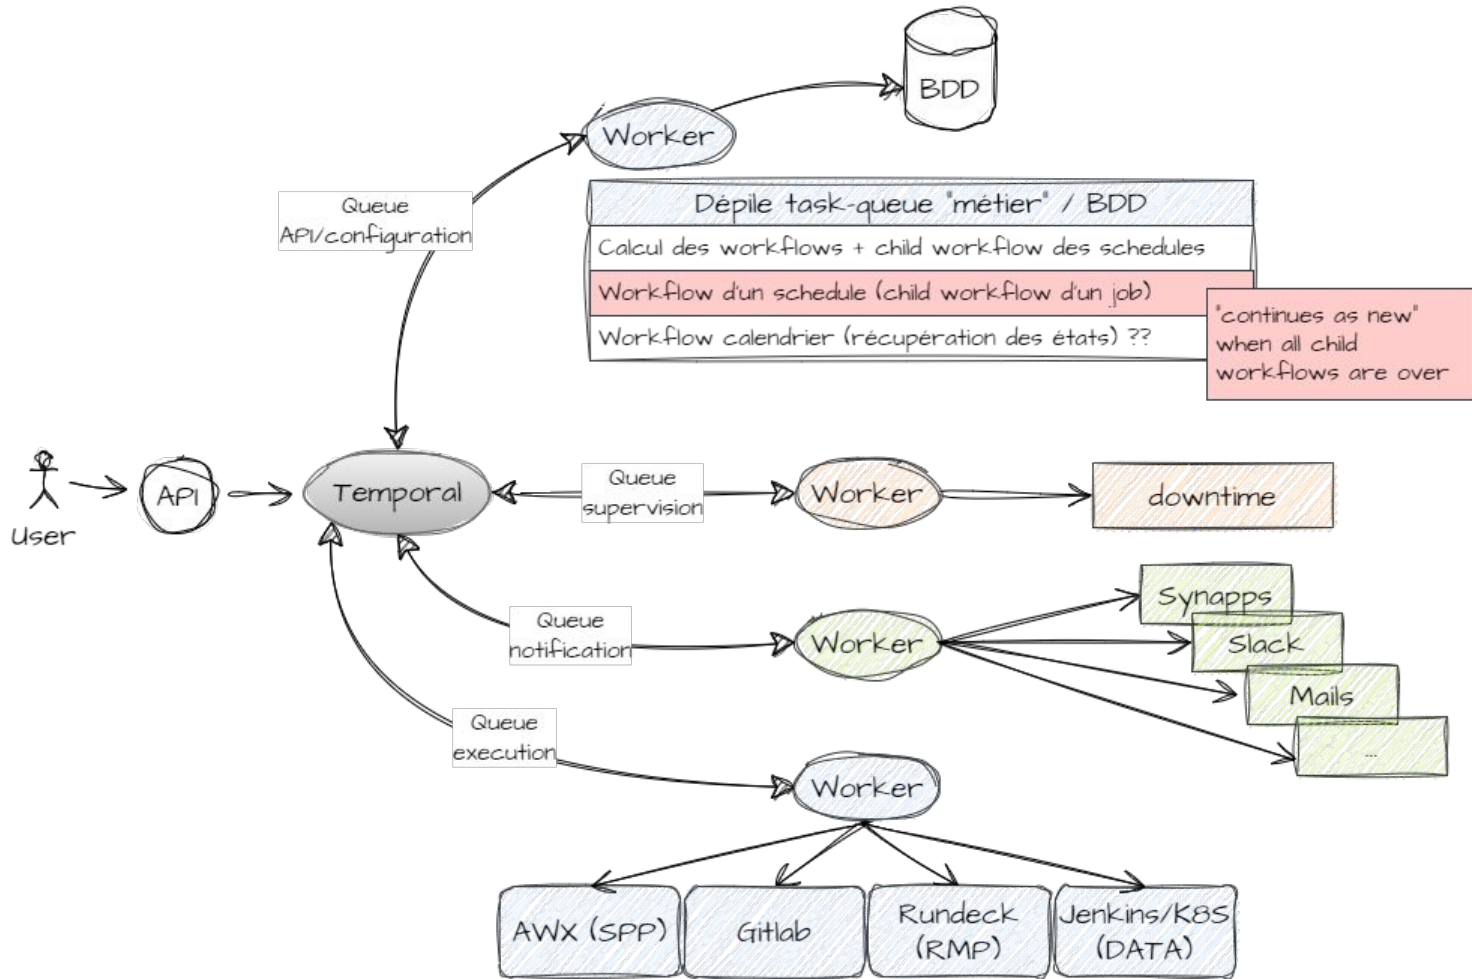 BDD
Worker
Queue
API/configuration
Dépile task-queue "métier" / BDD
Calcul des workflows + child workflow des schedules
Workflow d'un schedule (child workflow d'un job)
Workflow calendrier (récupération des états) ??
"continues as new"
when all child
workflows are over
User
API
Temporal
Queue
supervision
Worker
downtime
Queue
notification
Worker
Synapps
Slack
Mails
...
Queue
execution
Worker
AWX (SPP)
Gitlab
Rundeck
(RMP)
Jenkins/K8S
(DATA)